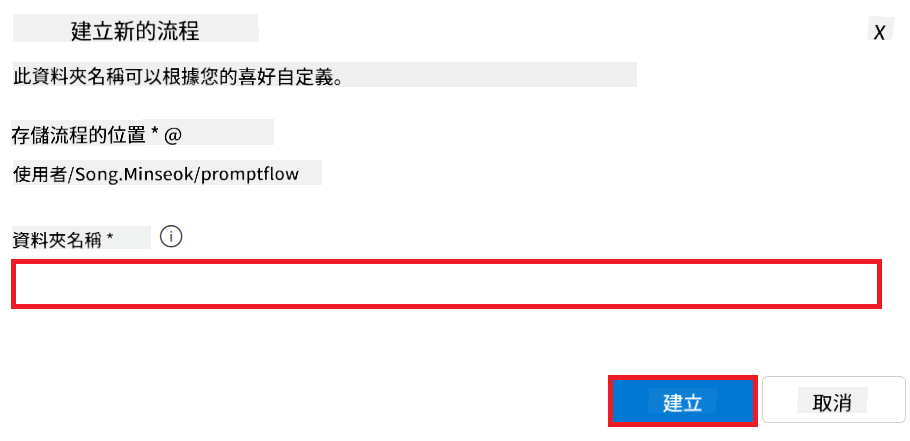 建立新的流程
X
此資料夾名稱可以根據您的喜好自定義。
存儲流程的位置 * @
使用者/Song.Minseok/promptflow
資料夾名稱 *
建立
取消